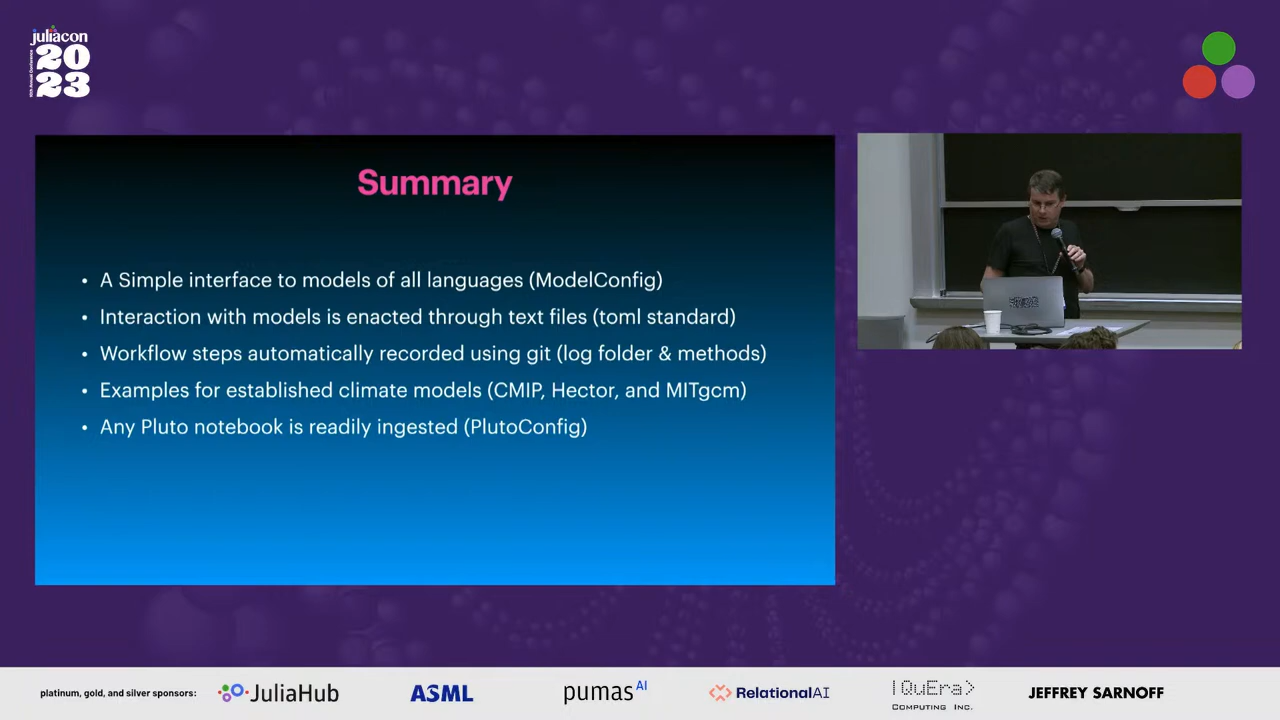 juliacon
20
23
Summary
• A Simple interface to models of all languages (ModelConfig)
• Interaction with models is enacted through text files (toml standard)
• Workflow steps automatically recorded using git (log folder & methods)
• Examples for established climate models (CMIP, Hector, and MITgcm)
• Any Pluto notebook is readily ingested (PlutoConfig)
platinum, gold, and silver sponsors:
JuliaHub
ASML
pumas AI
RelationalAI
|QuEra>
COMPUTING INC.
JEFFREY SARNOFF